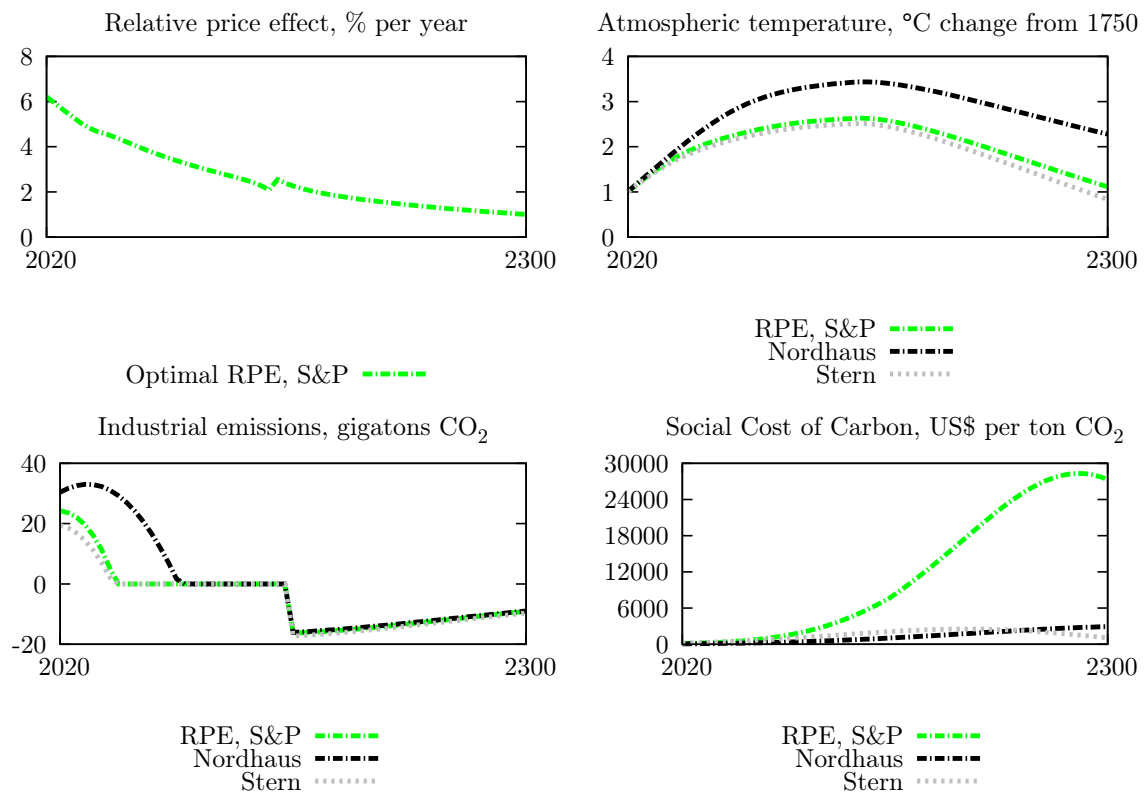 Relative price effect, % per year
8
6
4
2
0
2020
2300
Optimal RPE, S&P
Atmospheric temperature, °C change from 1750
4
3
2
1
0
2020
2300
RPE, S&P
Nordhaus
Stern
Industrial emissions, gigatons CO₂
40
20
0
-20
2020
2300
RPE, S&P
Nordhaus
Stern
Social Cost of Carbon, US$ per ton CO₂
30000
24000
18000
12000
6000
0
2020
2300
RPE, S&P
Nordhaus
Stern